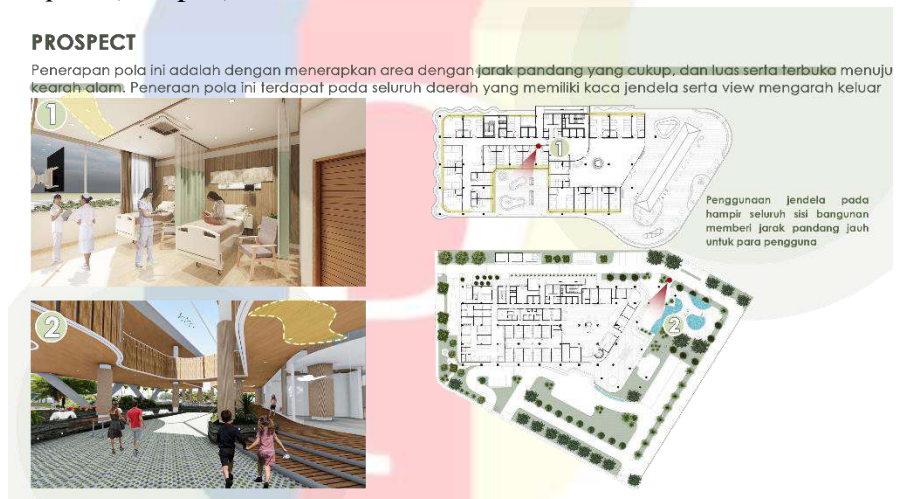 PROSPECT
Penerapan pola ini adalah dengan menerapkan area dengan jarak pandang yang cukup, dan luas serta terbuka menuju
kearah alam. Peneraan pola ini terdapat pada seluruh daerah yang memiliki kaca jendela serta view mengarah keluar
1
1
Penggunaan jendela pada
hampir seluruh sisi bangunan
memberi jarak pandang jauh
untuk para pengguna
2
2